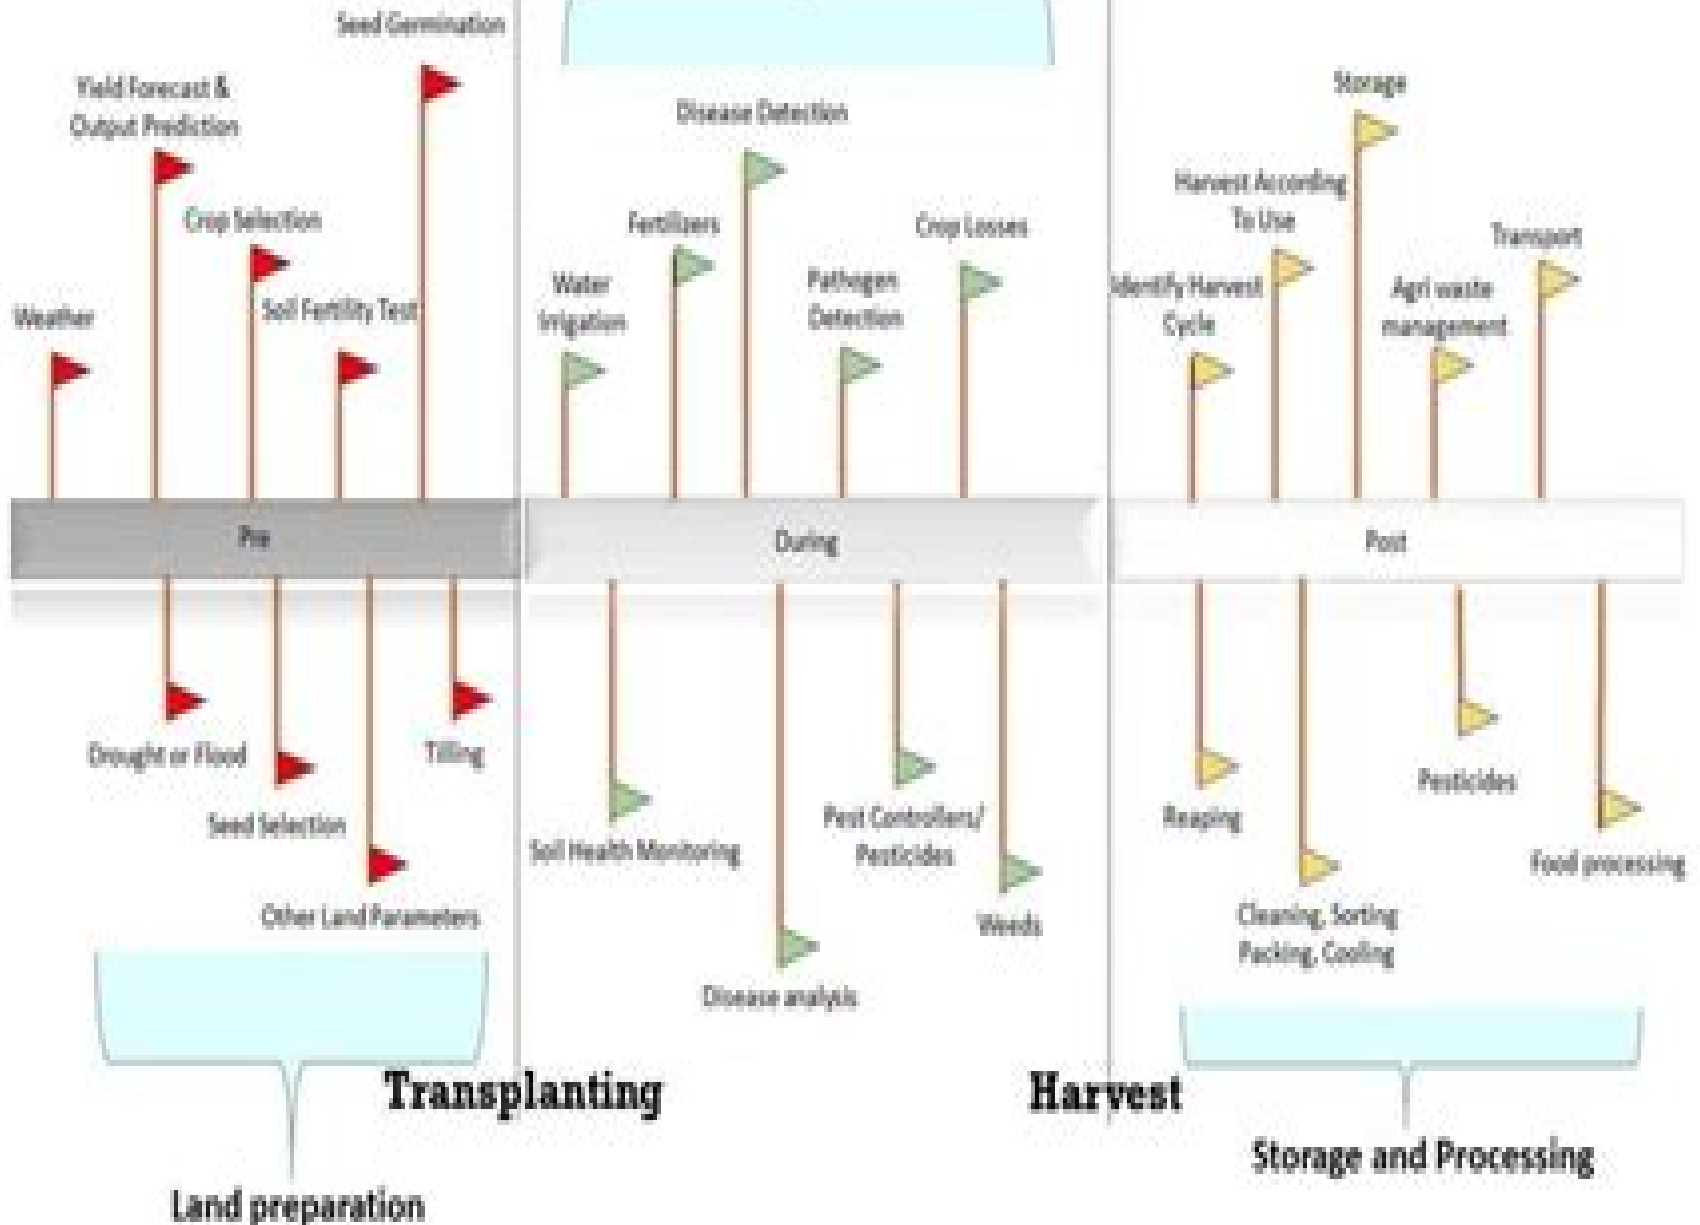 Seed Germination
Yield Forecast &
Output Prediction
Crop Selection
Soil Fertility Test
Weather
Disease Detection
Fertilizers
Crop Losses
Water
Irrigation
Pathogen
Detection
Storage
Harvest According
To Use
Transport
Identify Harvest
Cycle
Agri waste
management
Pre
During
Post
Drought or Flood
Tilling
Seed Selection
Other Land Parameters
Soil Health Monitoring
Pest Controllers/
Pesticides
Weeds
Disease analysis
Reaping
Pesticides
Food processing
Cleaning, Sorting
Packing, Cooling
Transplanting
Harvest
Land preparation
Storage and Processing